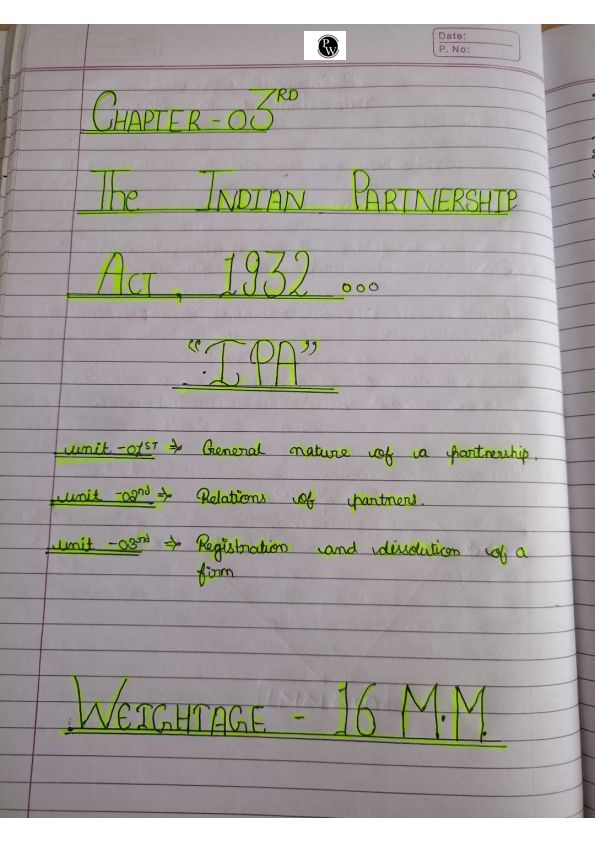 PW
Date:
P. No:
CHAPTER - 03RD
The INDIAN PARTNERSHIP
ACT, 1932 ...
"IPA"
unit -01ST ⇒ General nature of a partnership.
unit -02nd ⇒ Relations of partners.
unit -03rd ⇒ Registration and dissolution of a
firm
WEIGHTAGE - 16 M.M.